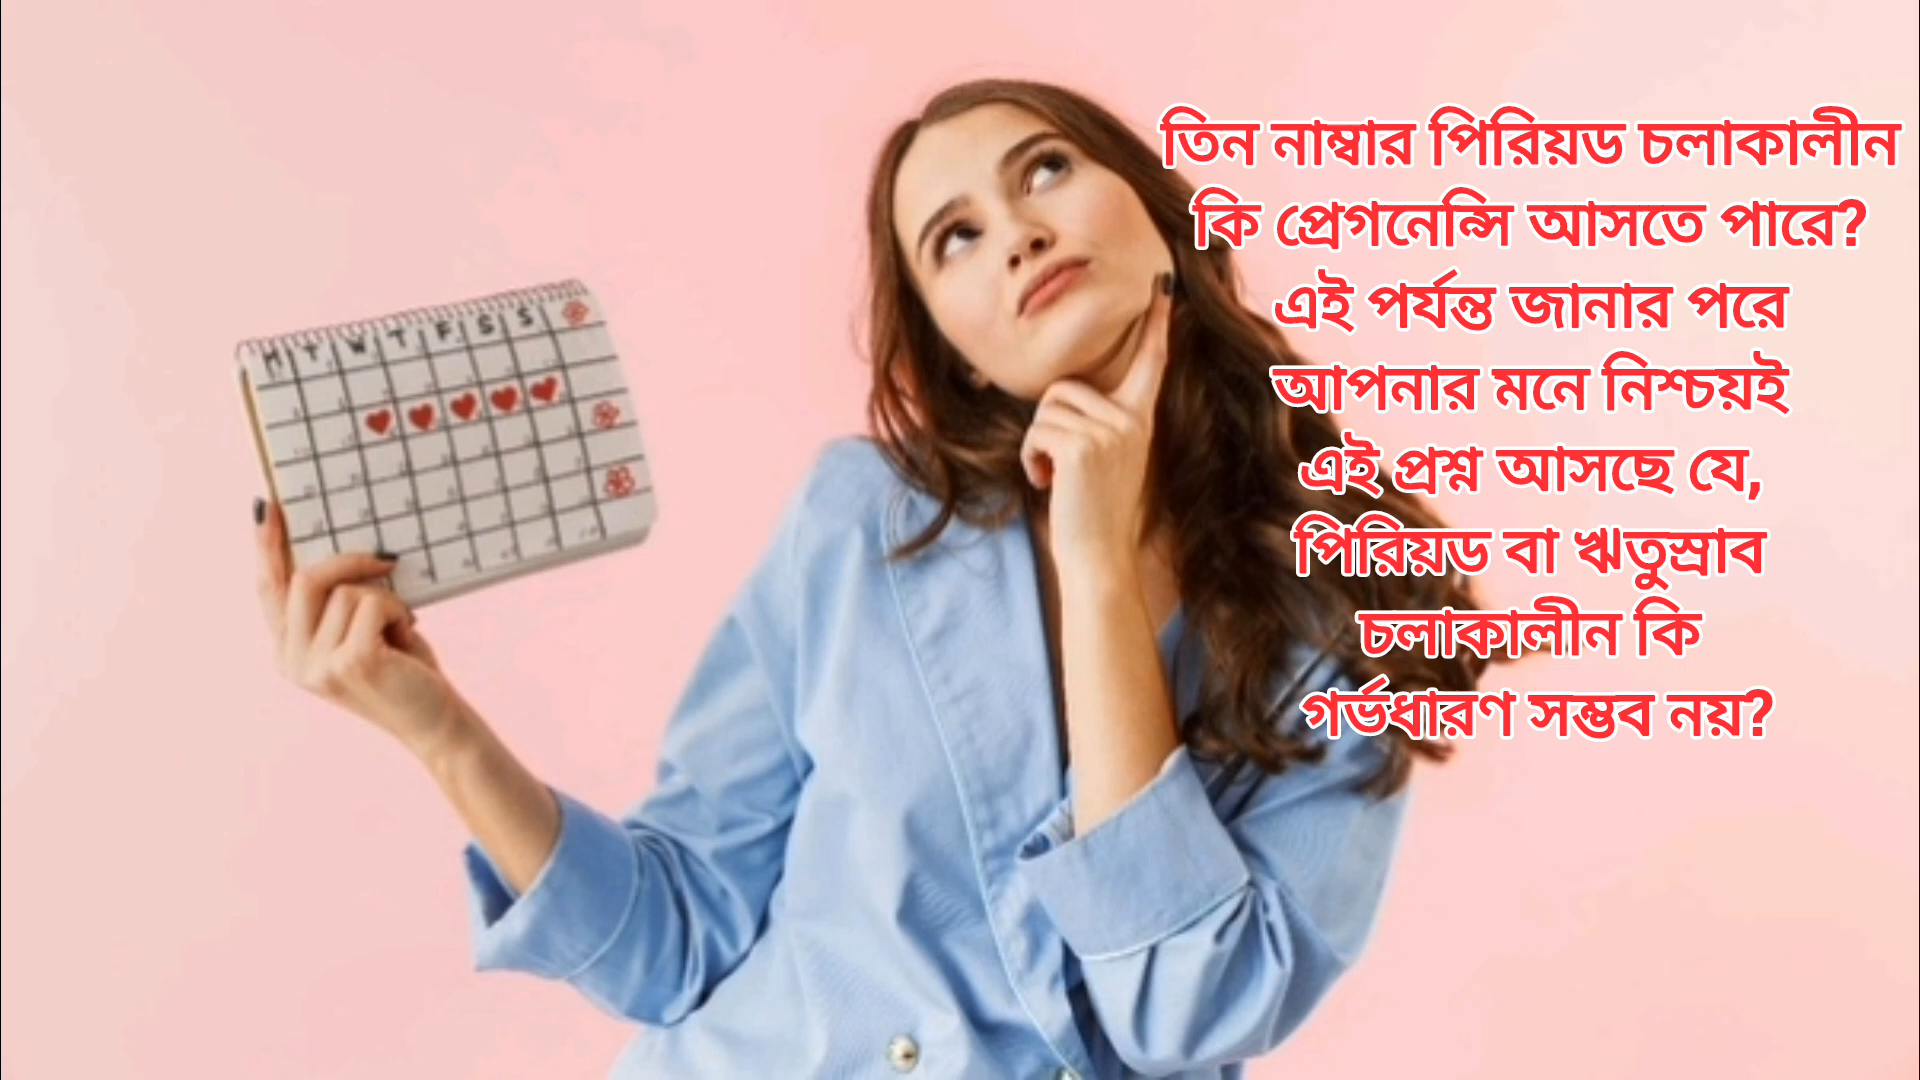 তিন নাম্বার পিরিয়ড চলাকালীন
কি প্রেগনেন্সি আসতে পারে?
এই পর্যন্ত জানার পরে
আপনার মনে নিশ্চয়ই
এই প্রশ্ন আসছে যে,
পিরিয়ড বা ঋতুস্রাব
চলাকালীন কি
গর্ভধারণ সম্ভব নয়?
M T W T F S S